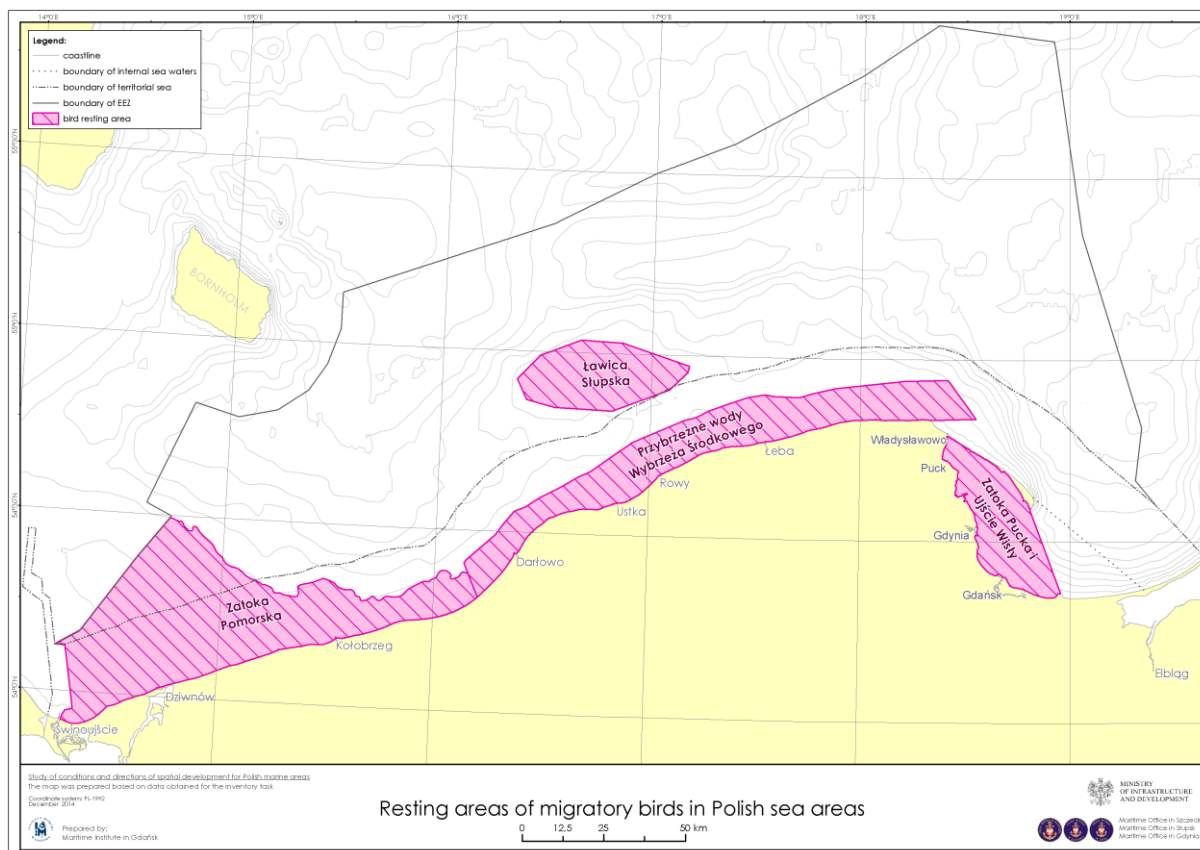 14°0'E 15°0'E 16°0'E 17°0'E 18°0'E 19°0'E
Legend:
coastline
boundary of internal sea waters
boundary of territorial sea
boundary of EEZ
bird resting area
BORNHOLM
Ławica
Słupska
Przybrzeżne wody
Wybrzeża Środkowego
Władysławowo
Łeba
Puck
Rowy
Zatoka Pucka i
Ujście Wisły
Ustka
Gdynia
Darłowo
Gdańsk
Zatoka
Pomorska
Kołobrzeg
Elbląg
Dziwnów
Świnoujście
Study of conditions and directions of spatial development for Polish marine areas
The map was prepared based on data obtained for the inventory task
Coordinate system: PL-1992
December 2014
Prepared by:
Maritime Institute in Gdańsk
Resting areas of migratory birds in Polish sea areas
0 12,5 25 50 km
MINISTRY
OF INFRASTRUCTURE
AND DEVELOPMENT
Maritime Office in Szczecin
Maritime Office in Słupsk
Maritime Office in Gdynia